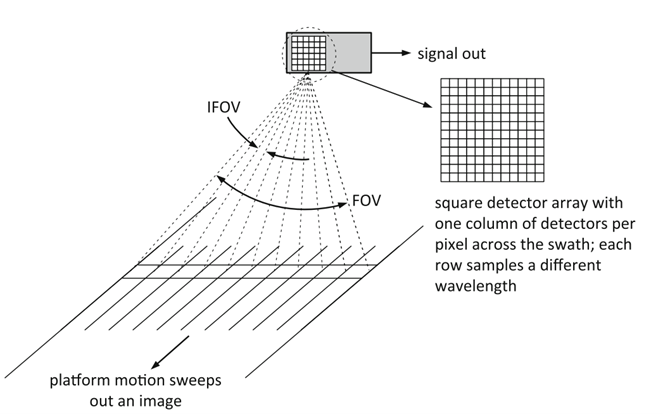 signal out
IFOV
FOV
square detector array with
one column of detectors per
pixel across the swath; each
row samples a different
wavelength
platform motion sweeps
out an image